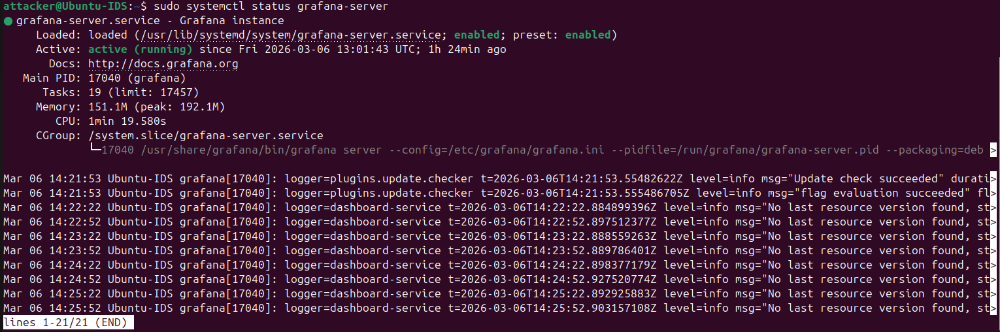 attacker@Ubuntu-IDS:~$ sudo systemctl status grafana-server
● grafana-server.service - Grafana instance
     Loaded: loaded (/usr/lib/systemd/system/grafana-server.service; enabled; preset: enabled)
     Active: active (running) since Fri 2026-03-06 13:01:43 UTC; 1h 24min ago
       Docs: http://docs.grafana.org
   Main PID: 17040 (grafana)
      Tasks: 19 (limit: 17457)
     Memory: 151.1M (peak: 192.1M)
        CPU: 1min 19.580s
     CGroup: /system.slice/grafana-server.service
             └─17040 /usr/share/grafana/bin/grafana server --config=/etc/grafana/grafana.ini --pidfile=/run/grafana/grafana-server.pid --packaging=deb >
Mar 06 14:21:53 Ubuntu-IDS grafana[17040]: logger=plugins.update.checker t=2026-03-06T14:21:53.55482622Z level=info msg="Update check succeeded" durati>
Mar 06 14:21:53 Ubuntu-IDS grafana[17040]: logger=plugins.update.checker t=2026-03-06T14:21:53.555486705Z level=info msg="flag evaluation succeeded" fl>
Mar 06 14:22:22 Ubuntu-IDS grafana[17040]: logger=dashboard-service t=2026-03-06T14:22:22.884899396Z level=info msg="No last resource version found, st>
Mar 06 14:22:52 Ubuntu-IDS grafana[17040]: logger=dashboard-service t=2026-03-06T14:22:52.897512377Z level=info msg="No last resource version found, st>
Mar 06 14:23:22 Ubuntu-IDS grafana[17040]: logger=dashboard-service t=2026-03-06T14:23:22.888559263Z level=info msg="No last resource version found, st>
Mar 06 14:23:52 Ubuntu-IDS grafana[17040]: logger=dashboard-service t=2026-03-06T14:23:52.889786401Z level=info msg="No last resource version found, st>
Mar 06 14:24:22 Ubuntu-IDS grafana[17040]: logger=dashboard-service t=2026-03-06T14:24:22.898377179Z level=info msg="No last resource version found, st>
Mar 06 14:24:52 Ubuntu-IDS grafana[17040]: logger=dashboard-service t=2026-03-06T14:24:52.927520774Z level=info msg="No last resource version found, st>
Mar 06 14:25:22 Ubuntu-IDS grafana[17040]: logger=dashboard-service t=2026-03-06T14:25:22.892925883Z level=info msg="No last resource version found, st>
Mar 06 14:25:52 Ubuntu-IDS grafana[17040]: logger=dashboard-service t=2026-03-06T14:25:52.903157108Z level=info msg="No last resource version found, st>
lines 1-21/21 (END)